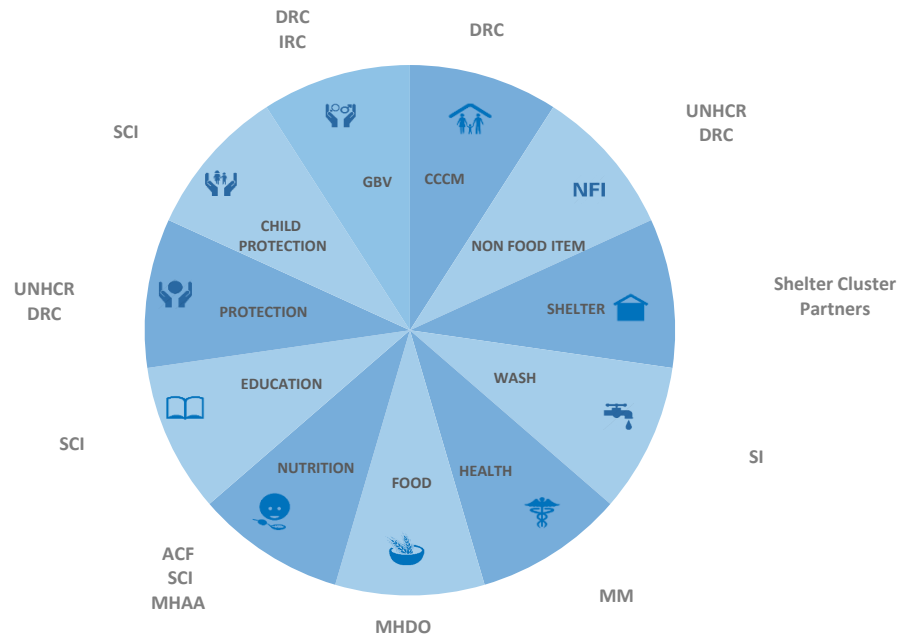 DRC
IRC
DRC
SCI
UNHCR
DRC
GBV
CCCM
NFI
CHILD
PROTECTION
NON FOOD ITEM
UNHCR
DRC
PROTECTION
SHELTER
Shelter Cluster
Partners
EDUCATION
WASH
SCI
NUTRITION
FOOD
HEALTH
SI
ACF
SCI
MHAA
MHDO
MM